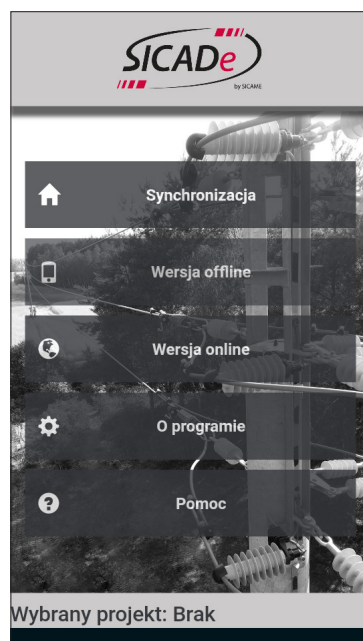 SICADe
by SICAME
Synchronizacja
Wersja offline
Wersja online
O programie
Pomoc
Wybrany projekt: Brak